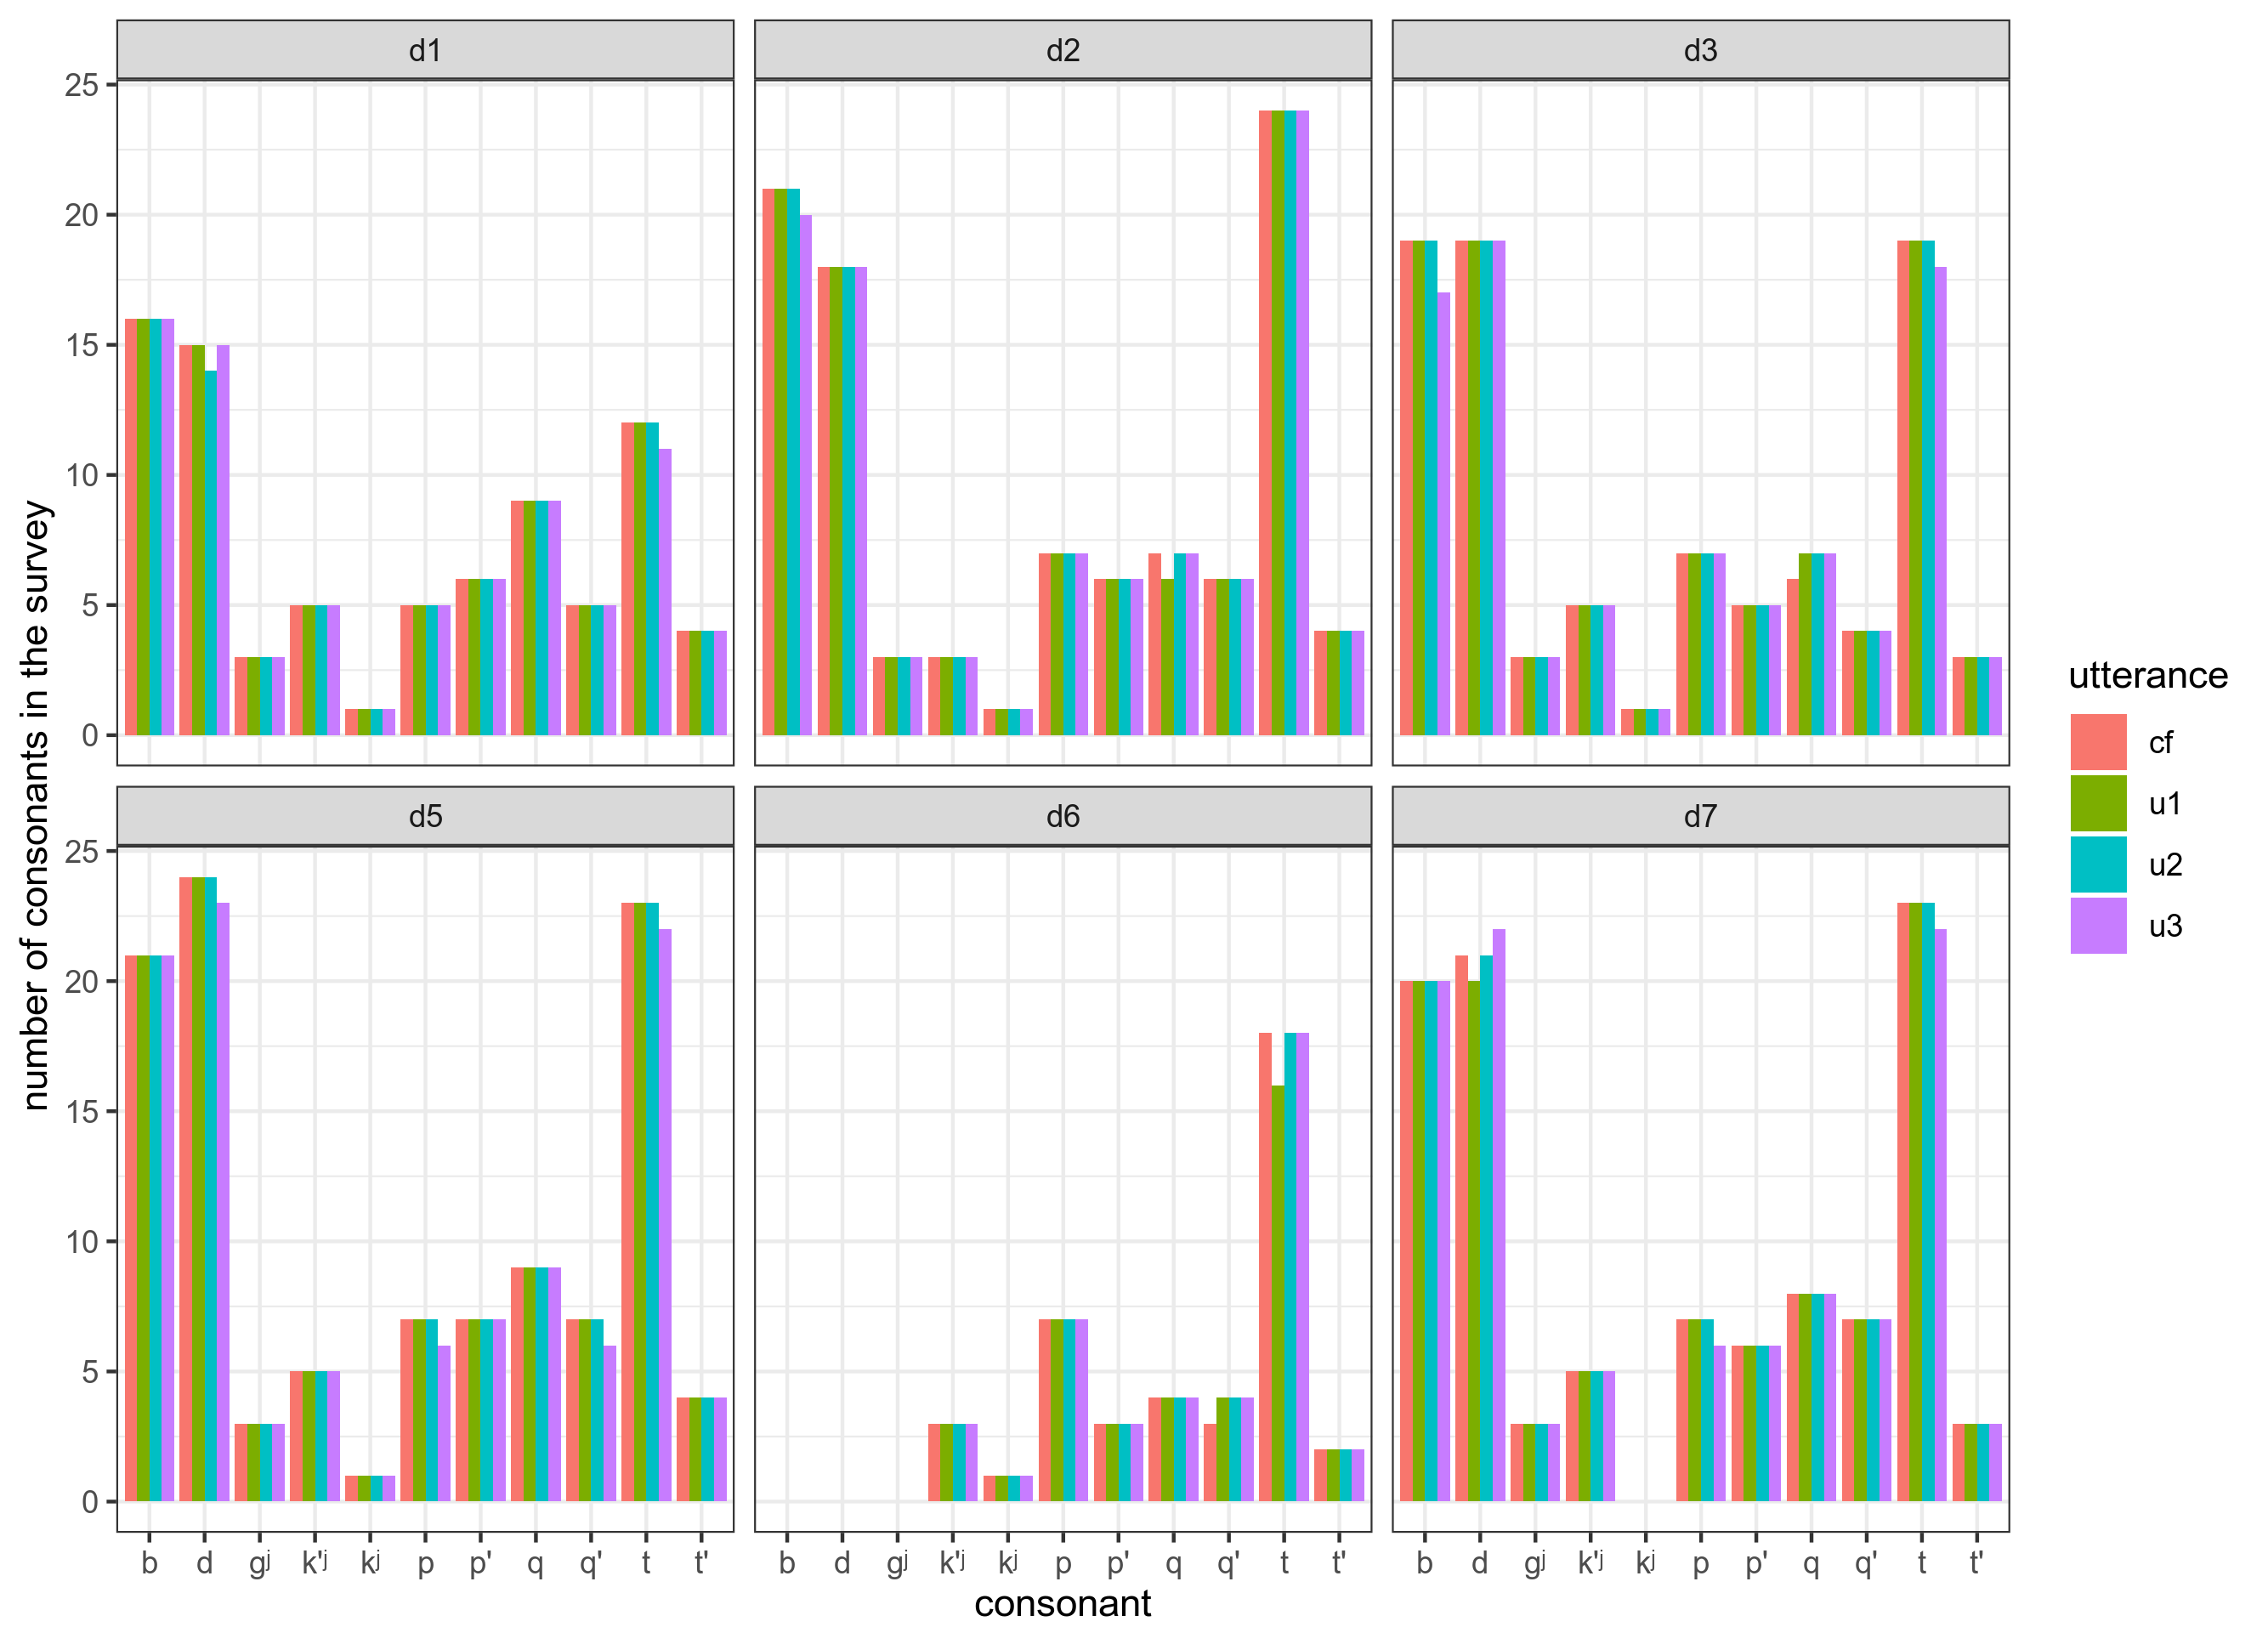 d1 d2 d3
25
20
15
10
5
0
d5 d6 d7
25
20
15
10
5
0
b d gʲ k'ʲ kʲ p p' q q' t t' b d gʲ k'ʲ kʲ p p' q q' t t' b d gʲ k'ʲ kʲ p p' q q' t t'
consonant
number of consonants in the survey
utterance
cf
u1
u2
u3